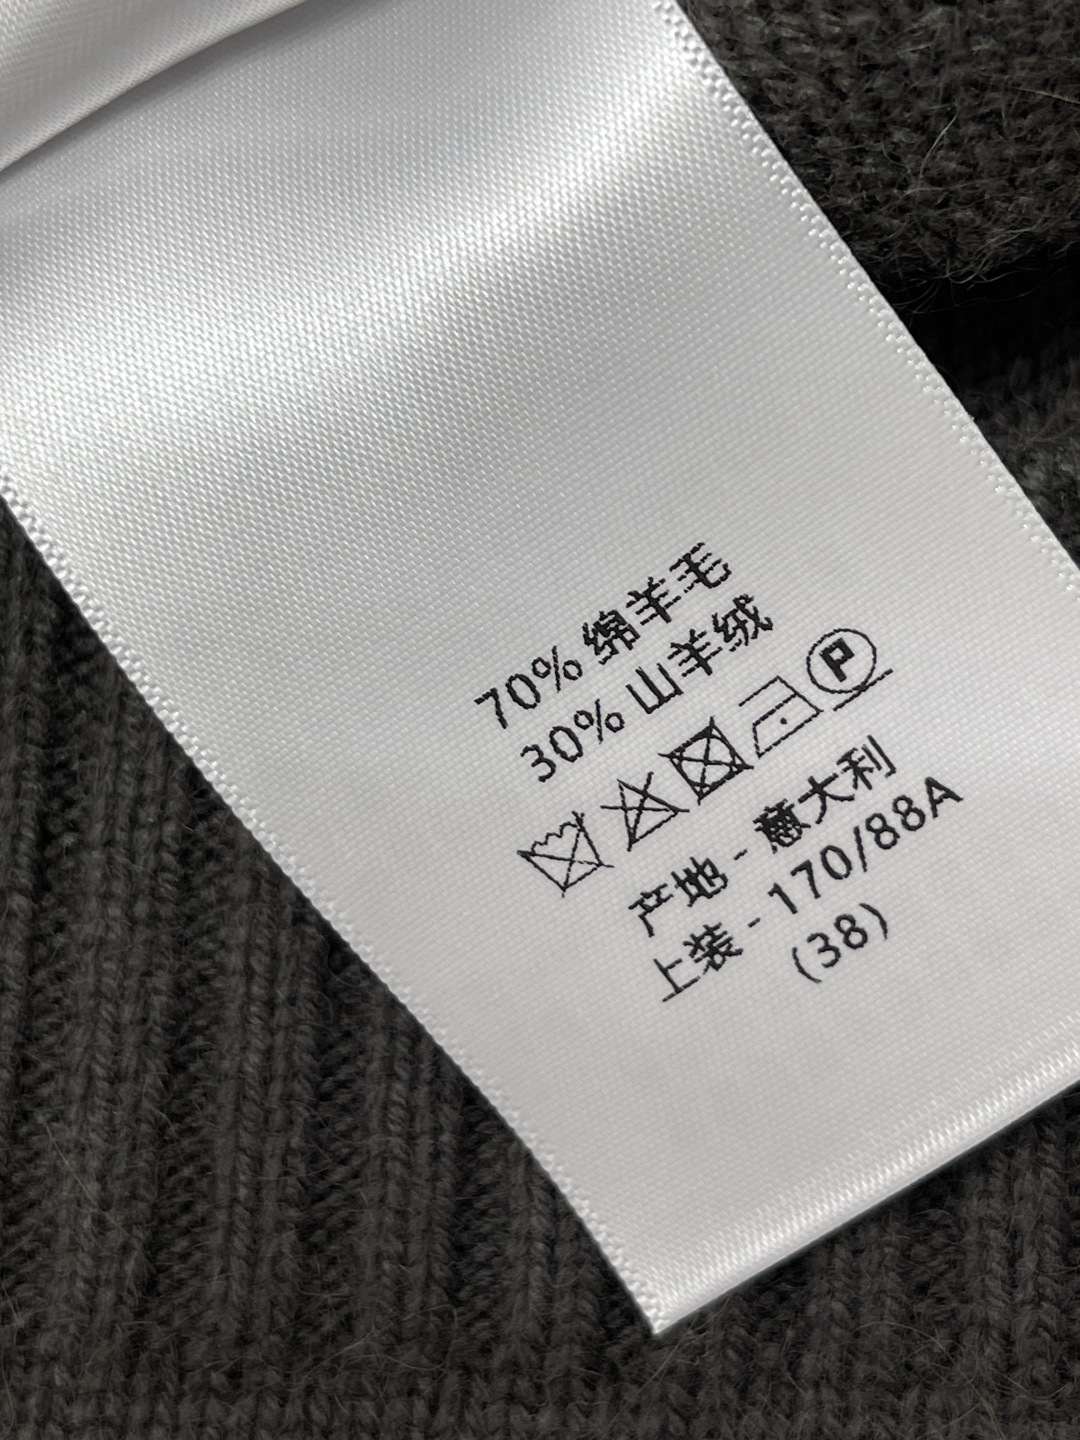 70% 绵羊毛
30% 山羊绒
P
产地 - 意大利
上装 - 170/88A
(38)